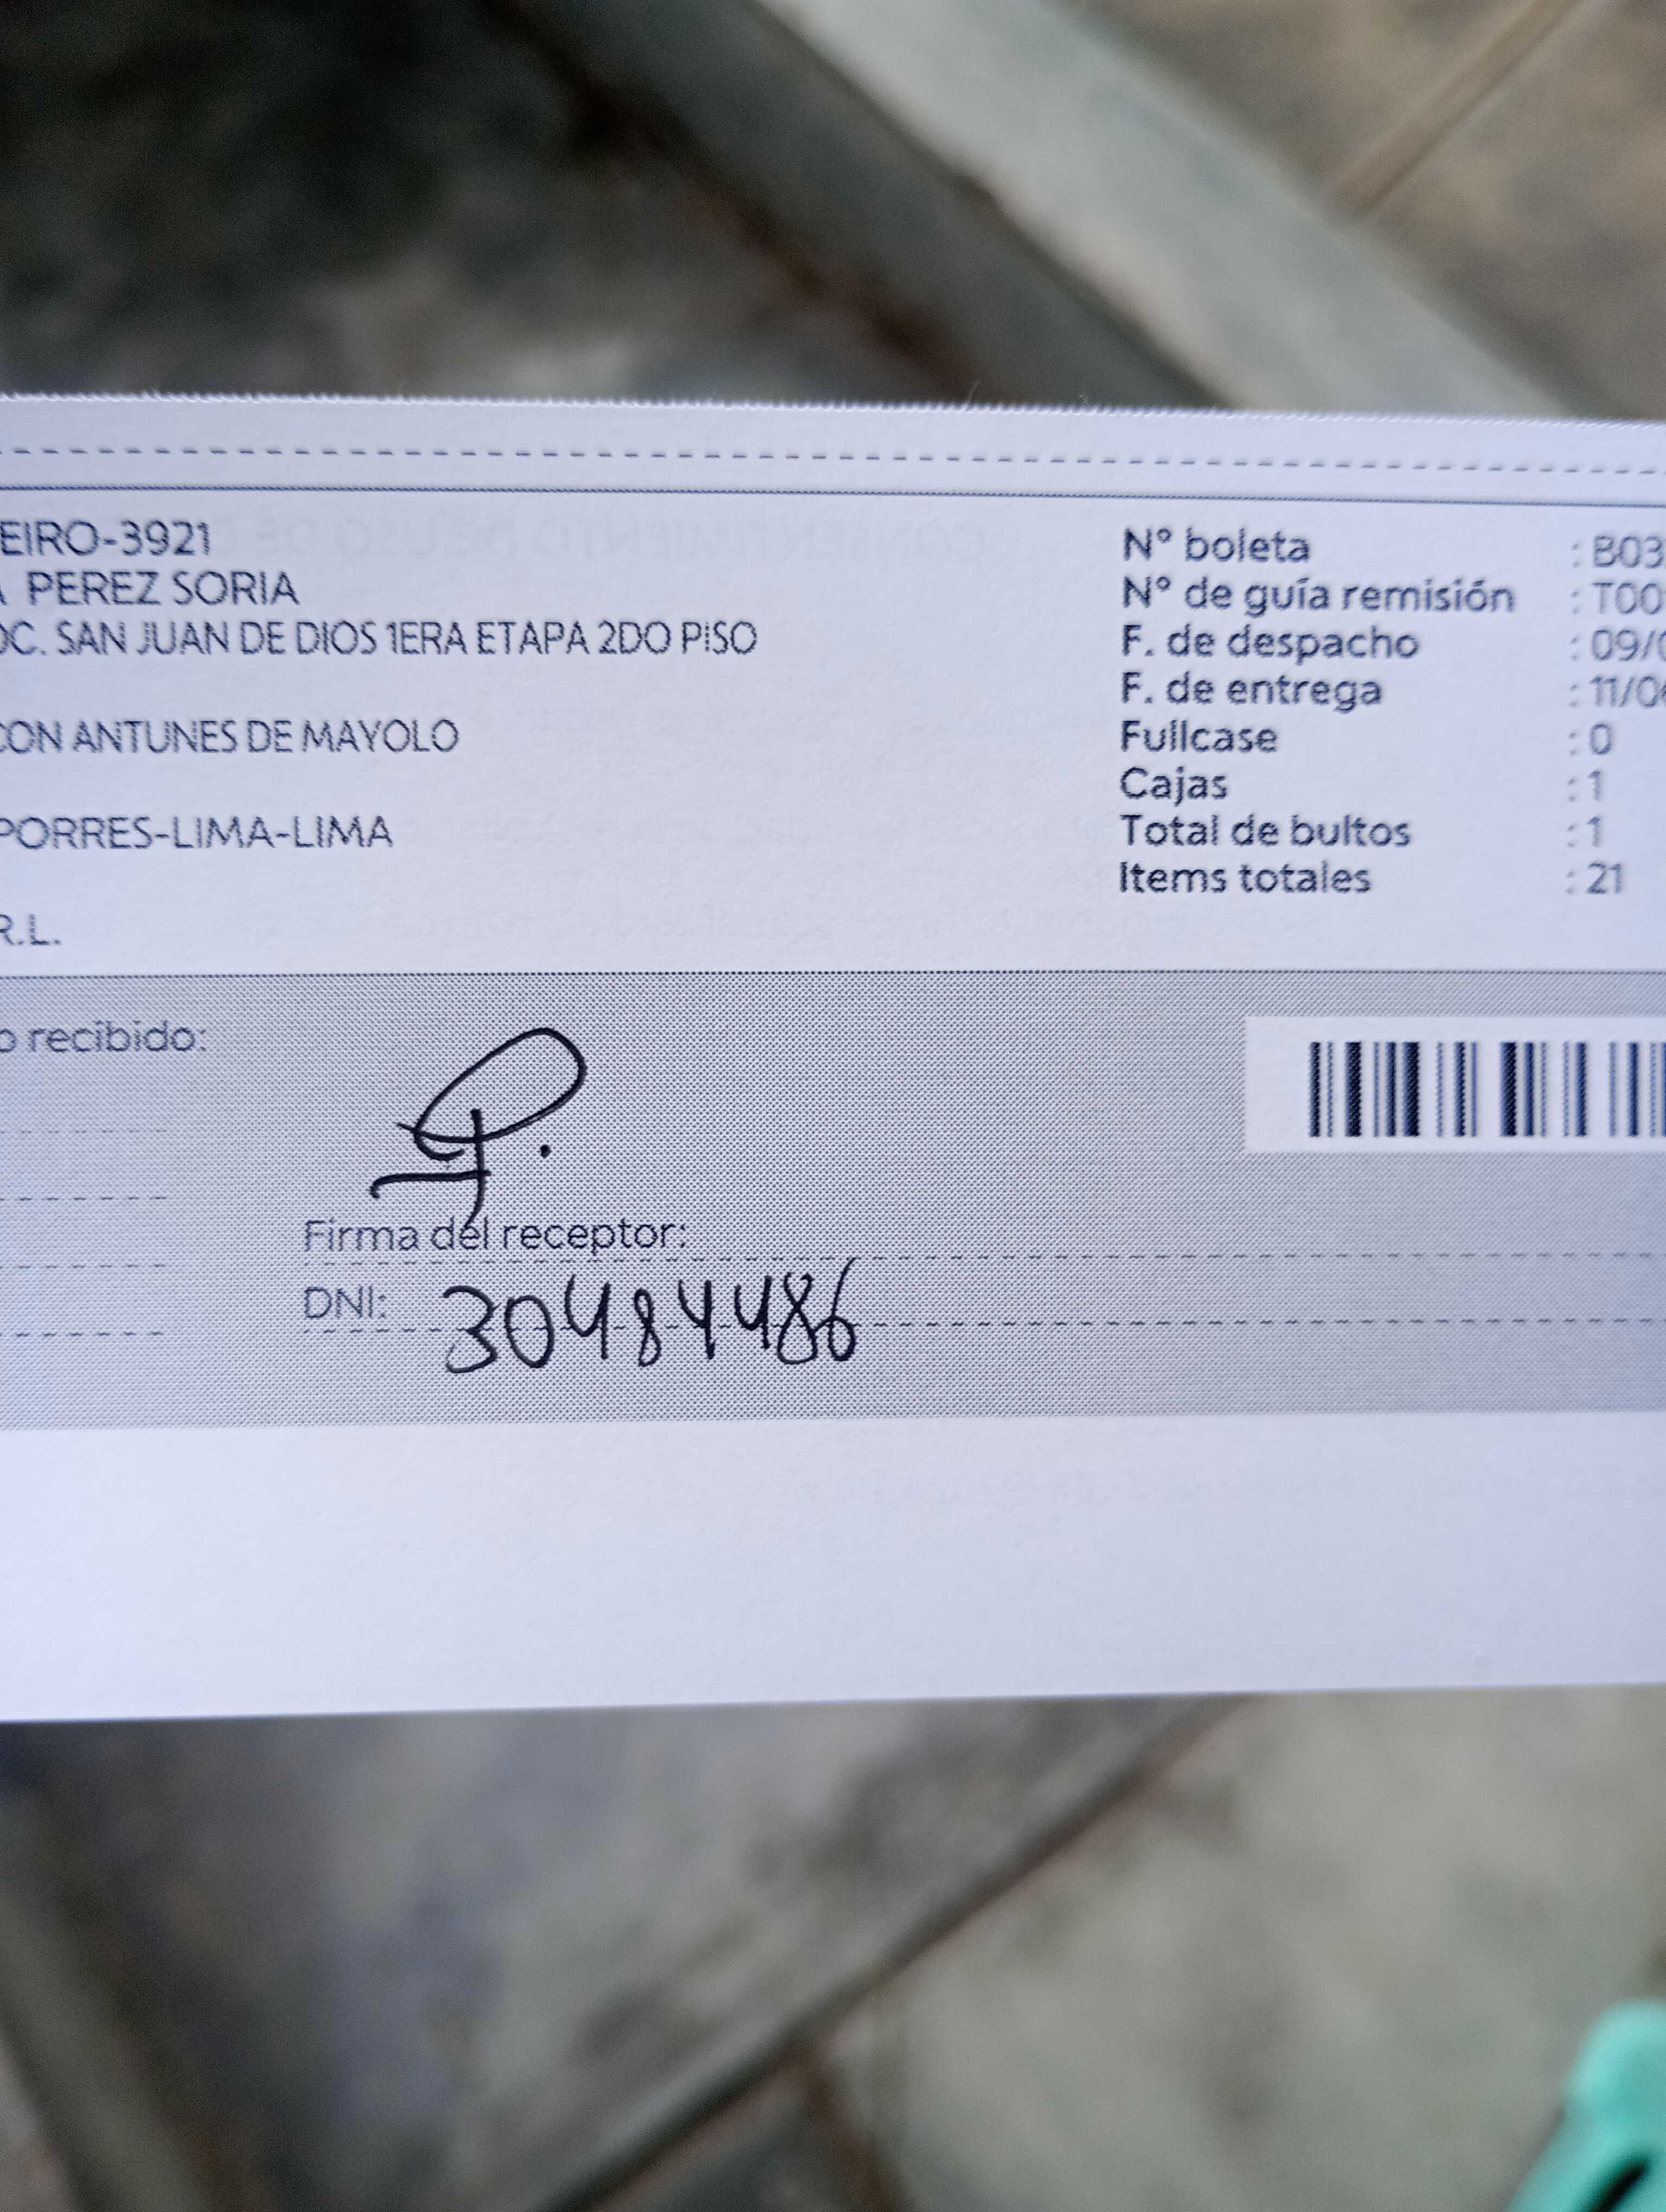 EIRO-3921
PEREZ SORIA
OC. SAN JUAN DE DIOS 1ERA ETAPA 2DO PISO
CON ANTUNES DE MAYOLO
PORRES-LIMA-LIMA
R.L.
N° boleta : B03
N° de guía remisión : T00
F. de despacho : 09/0
F. de entrega : 11/06
Fullcase : 0
Cajas : 1
Total de bultos : 1
Items totales : 21
o recibido:
Firma del receptor:
DNI: 30484486